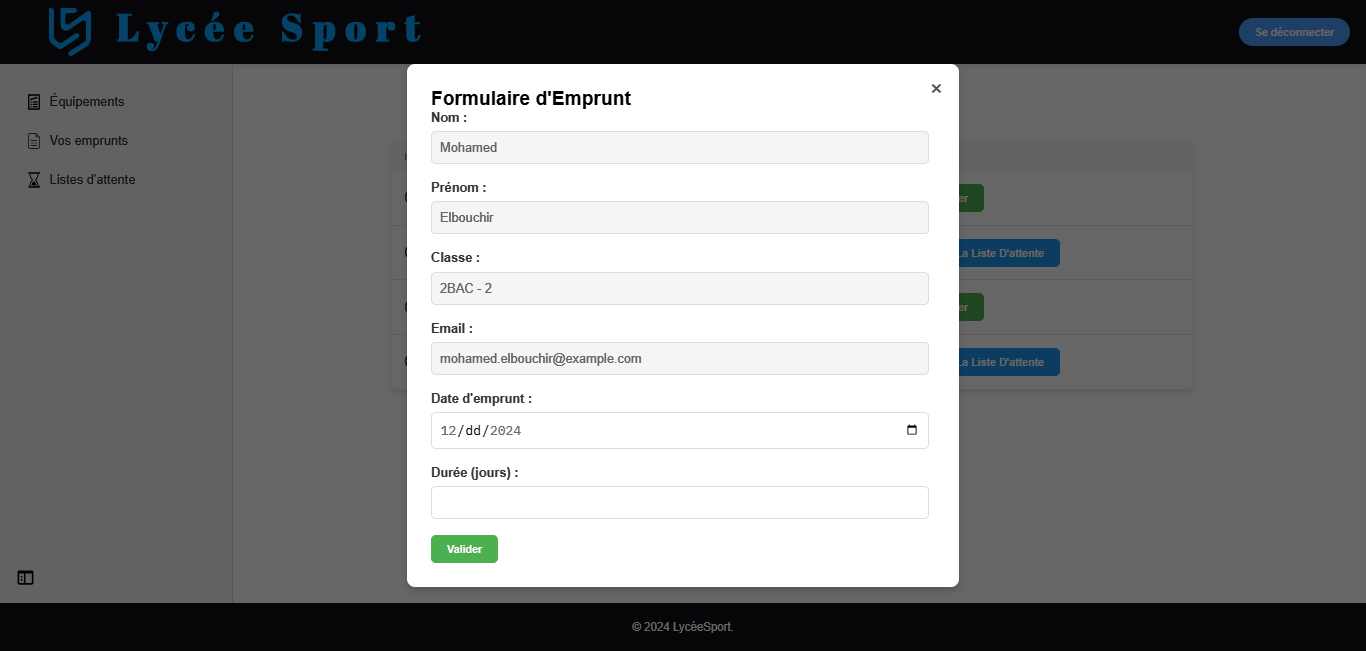 Lycée Sport
Se déconnecter
Équipements
Vos emprunts
Listes d'attente
Formulaire d'Emprunt
×
Nom :
Mohamed
Prénom :
Elbouchir
Classe :
2BAC - 2
Email :
mohamed.elbouchir@example.com
Date d'emprunt :
12/dd/2024
Durée (jours) :
Valider
La Liste D'attente
La Liste D'attente
© 2024 LycéeSport.